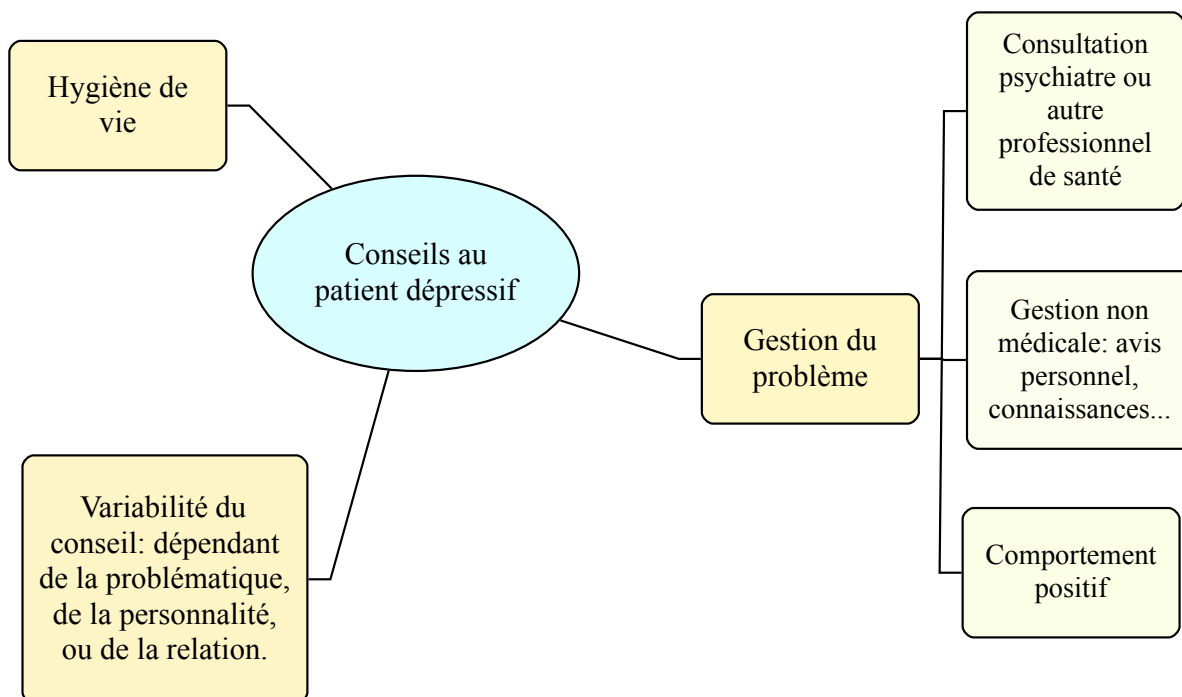 Hygiène de
vie
Conseils au
patient dépressif
Variabilité du
conseil: dépendant
de la problématique,
de la personnalité,
ou de la relation.
Gestion du
problème
Consultation
psychiatre ou
autre
professionnel
de santé
Gestion non
médicale: avis
personnel,
connaissances...
Comportement
positif